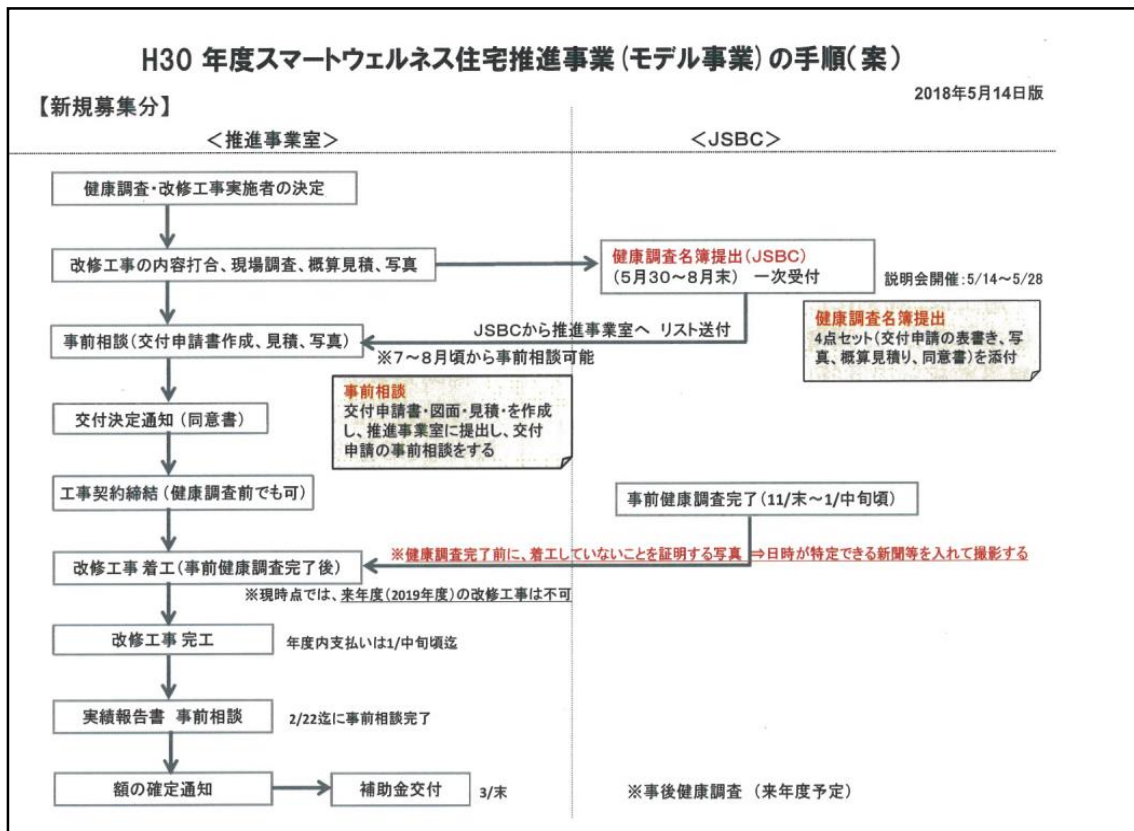 H30 年度スマートウェルネス住宅推進事業（モデル事業）の手順（案）
2018年5月14日版
【新規募集分】
＜推進事業室＞
＜JSBC＞
健康調査・改修工事実施者の決定
改修工事の内容打合、現場調査、概算見積、写真
健康調査名簿提出（JSBC）
（5月30～8月末） 一次受付
説明会開催：5/14～5/28
健康調査名簿提出
4点セット（交付申請の表書き、写
真、概算見積り、同意書）を添付
JSBCから推進事業室へ リスト送付
事前相談（交付申請書作成、見積、写真）
※7～8月頃から事前相談可能
事前相談
交付申請書・図面・見積・を作成
し、推進事業室に提出し、交付
申請の事前相談をする
交付決定通知（同意書）
工事契約締結（健康調査前でも可）
事前健康調査完了（11/末～1/中旬頃）
※健康調査完了前に、着工していないことを証明する写真 ⇒日時が特定できる新聞等を入れて撮影する
改修工事 着工（事前健康調査完了後）
※現時点では、来年度（2019年度）の改修工事は不可
改修工事 完工
年度内支払いは1/中旬頃迄
実績報告書 事前相談
2/22迄に事前相談完了
額の確定通知
補助金交付
3/末
※事後健康調査 （来年度予定）